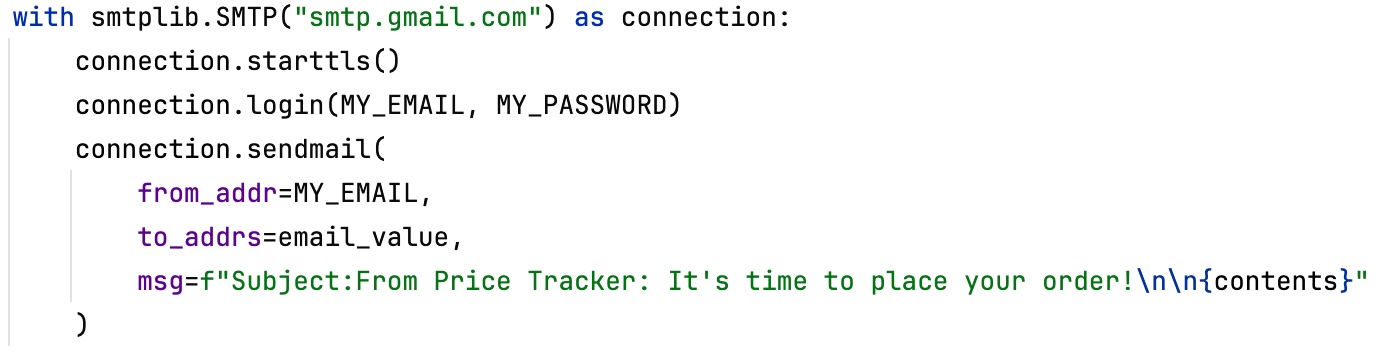 with smtplib.SMTP("smtp.gmail.com") as connection:
    connection.starttls()
    connection.login(MY_EMAIL, MY_PASSWORD)
    connection.sendmail(
        from_addr=MY_EMAIL,
        to_addrs=email_value,
        msg=f"Subject:From Price Tracker: It's time to place your order!\n\n{contents}"
    )